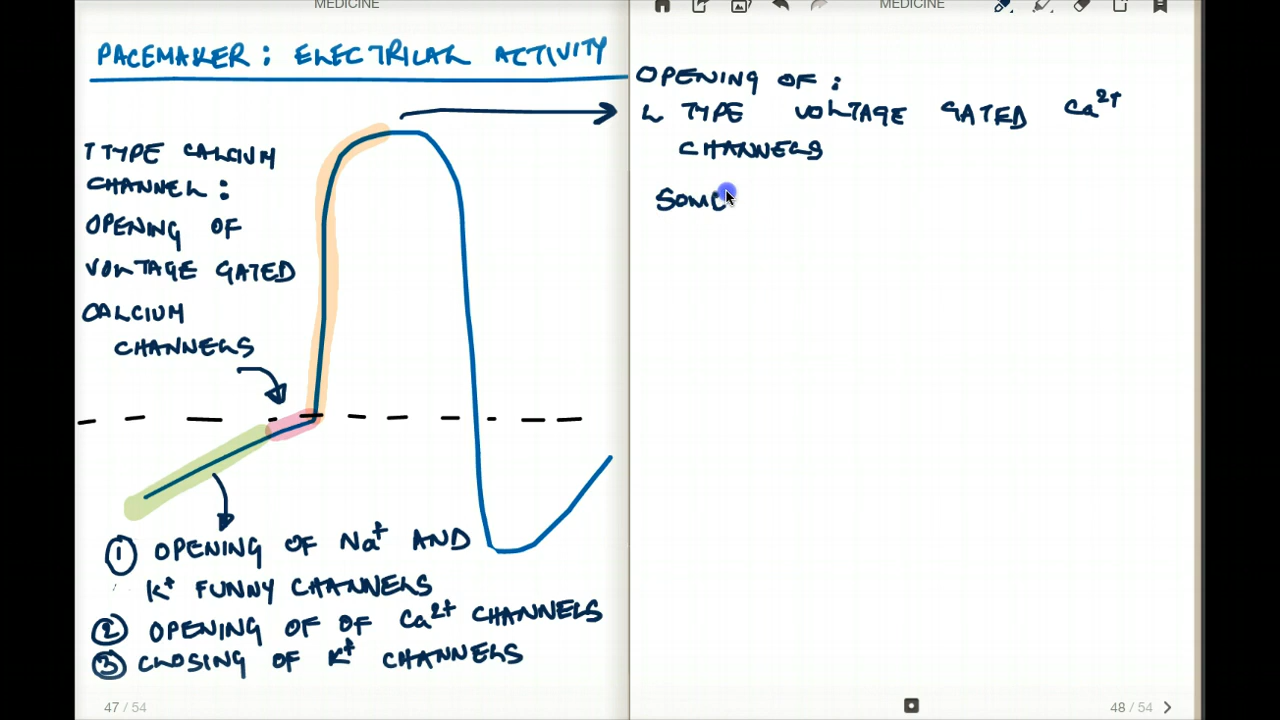 MEDICINE
PACEMAKER: ELECTRICAL ACTIVITY
T TYPE CALCIUM
CHANNEL:
OPENING OF
VOLTAGE GATED
CALCIUM
CHANNELS
① OPENING OF Na⁺ AND
K⁺ FUNNY CHANNELS
② OPENING OF OF Ca²⁺ CHANNELS
③ CLOSING OF K⁺ CHANNELS
47 / 54
MEDICINE
OPENING OF:
L TYPE VOLTAGE GATED Ca²⁺
CHANNELS
SOME
48 / 54